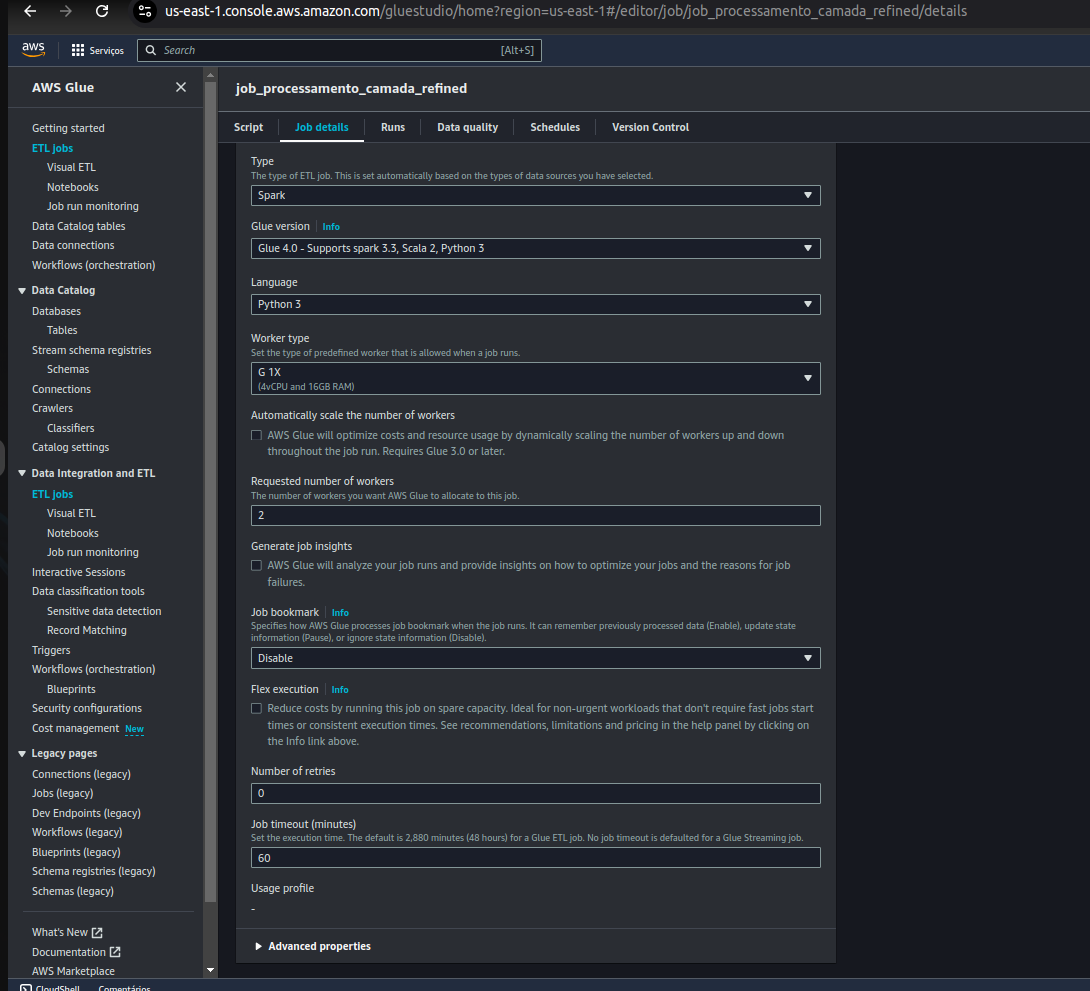 us-east-1.console.aws.amazon.com/gluestudio/home?region=us-east-1#/editor/job/job_processamento_camada_refined/details
aws
Serviços
Search
[Alt+S]
AWS Glue
Getting started
ETL jobs
Visual ETL
Notebooks
Job run monitoring
Data Catalog tables
Data connections
Workflows (orchestration)
Data Catalog
Databases
Tables
Stream schema registries
Schemas
Connections
Crawlers
Classifiers
Catalog settings
Data Integration and ETL
ETL jobs
Visual ETL
Notebooks
Job run monitoring
Interactive Sessions
Data classification tools
Sensitive data detection
Record Matching
Triggers
Workflows (orchestration)
Blueprints
Security configurations
Cost management New
Legacy pages
Connections (legacy)
Jobs (legacy)
Dev Endpoints (legacy)
Workflows (legacy)
Blueprints (legacy)
Schema registries (legacy)
Schemas (legacy)
What's New
Documentation
AWS Marketplace
job_processamento_camada_refined
Script
Job details
Runs
Data quality
Schedules
Version Control
Type
The type of ETL job. This is set automatically based on the types of data sources you have selected.
Spark
Glue version
Info
Glue 4.0 - Supports spark 3.3, Scala 2, Python 3
Language
Python 3
Worker type
Set the type of predefined worker that is allowed when a job runs.
G 1X
(4vCPU and 16GB RAM)
Automatically scale the number of workers
AWS Glue will optimize costs and resource usage by dynamically scaling the number of workers up and down
throughout the job run. Requires Glue 3.0 or later.
Requested number of workers
The number of workers you want AWS Glue to allocate to this job.
2
Generate job insights
AWS Glue will analyze your job runs and provide insights on how to optimize your jobs and the reasons for job
failures.
Job bookmark
Info
Specifies how AWS Glue processes job bookmark when the job runs. It can remember previously processed data (Enable), update state
information (Pause), or ignore state information (Disable).
Disable
Flex execution
Info
Reduce costs by running this job on spare capacity. Ideal for non-urgent workloads that don't require fast jobs start
times or consistent execution times. See recommendations, limitations and pricing in the help panel by clicking on
the Info link above.
Number of retries
0
Job timeout (minutes)
Set the execution time. The default is 2,880 minutes (48 hours) for a Glue ETL job. No job timeout is defaulted for a Glue Streaming job.
60
Usage profile
-
Advanced properties
CloudShell
Comentários